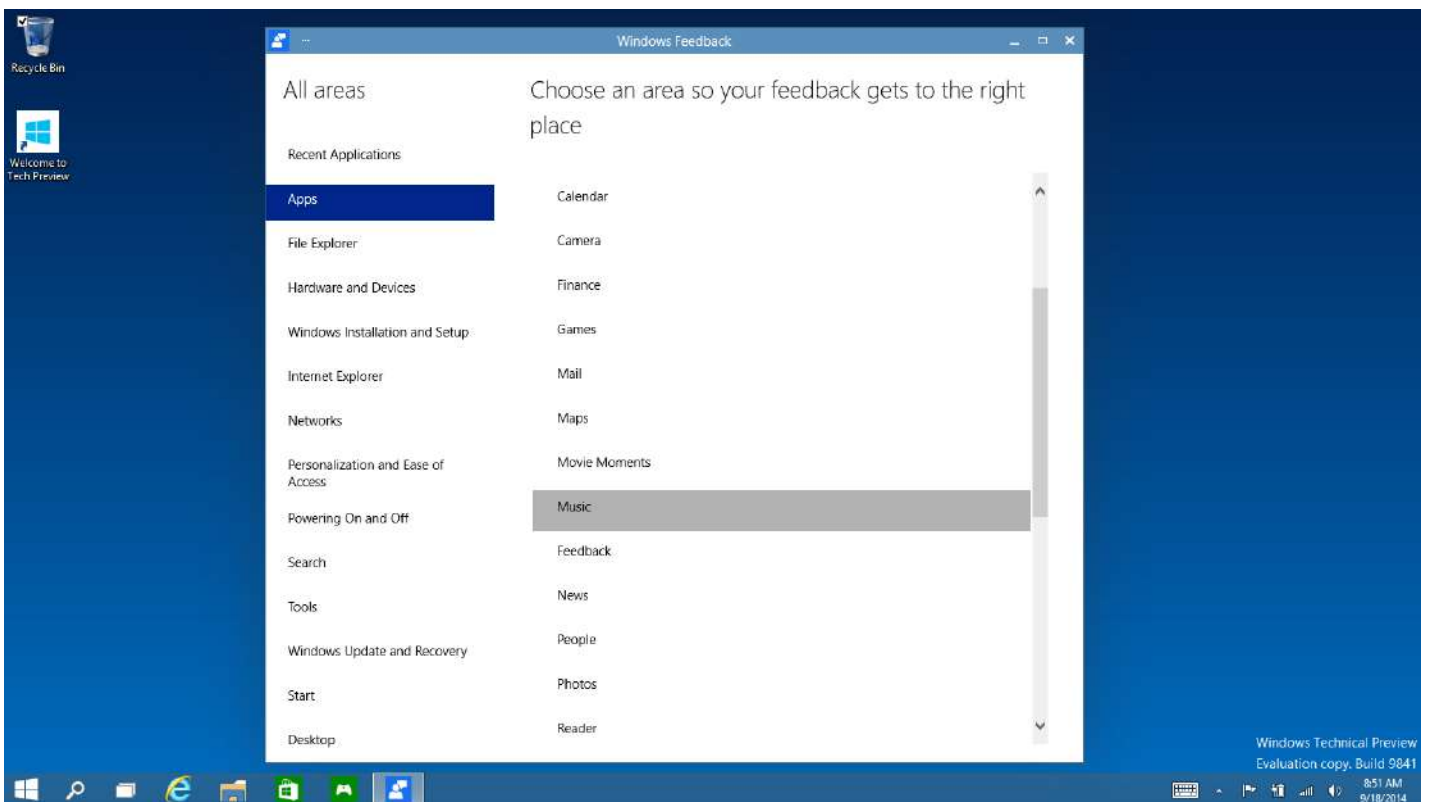 Recycle Bin
Welcome to
Tech Preview
Windows Feedback
All areas
Recent Applications
Apps
File Explorer
Hardware and Devices
Windows Installation and Setup
Internet Explorer
Networks
Personalization and Ease of
Access
Powering On and Off
Search
Tools
Windows Update and Recovery
Start
Desktop
Choose an area so your feedback gets to the right
place
Calendar
Camera
Finance
Games
Mail
Maps
Movie Moments
Music
Feedback
News
People
Photos
Reader
Windows Technical Preview
Evaluation copy. Build 9841
8:51 AM
9/18/2014